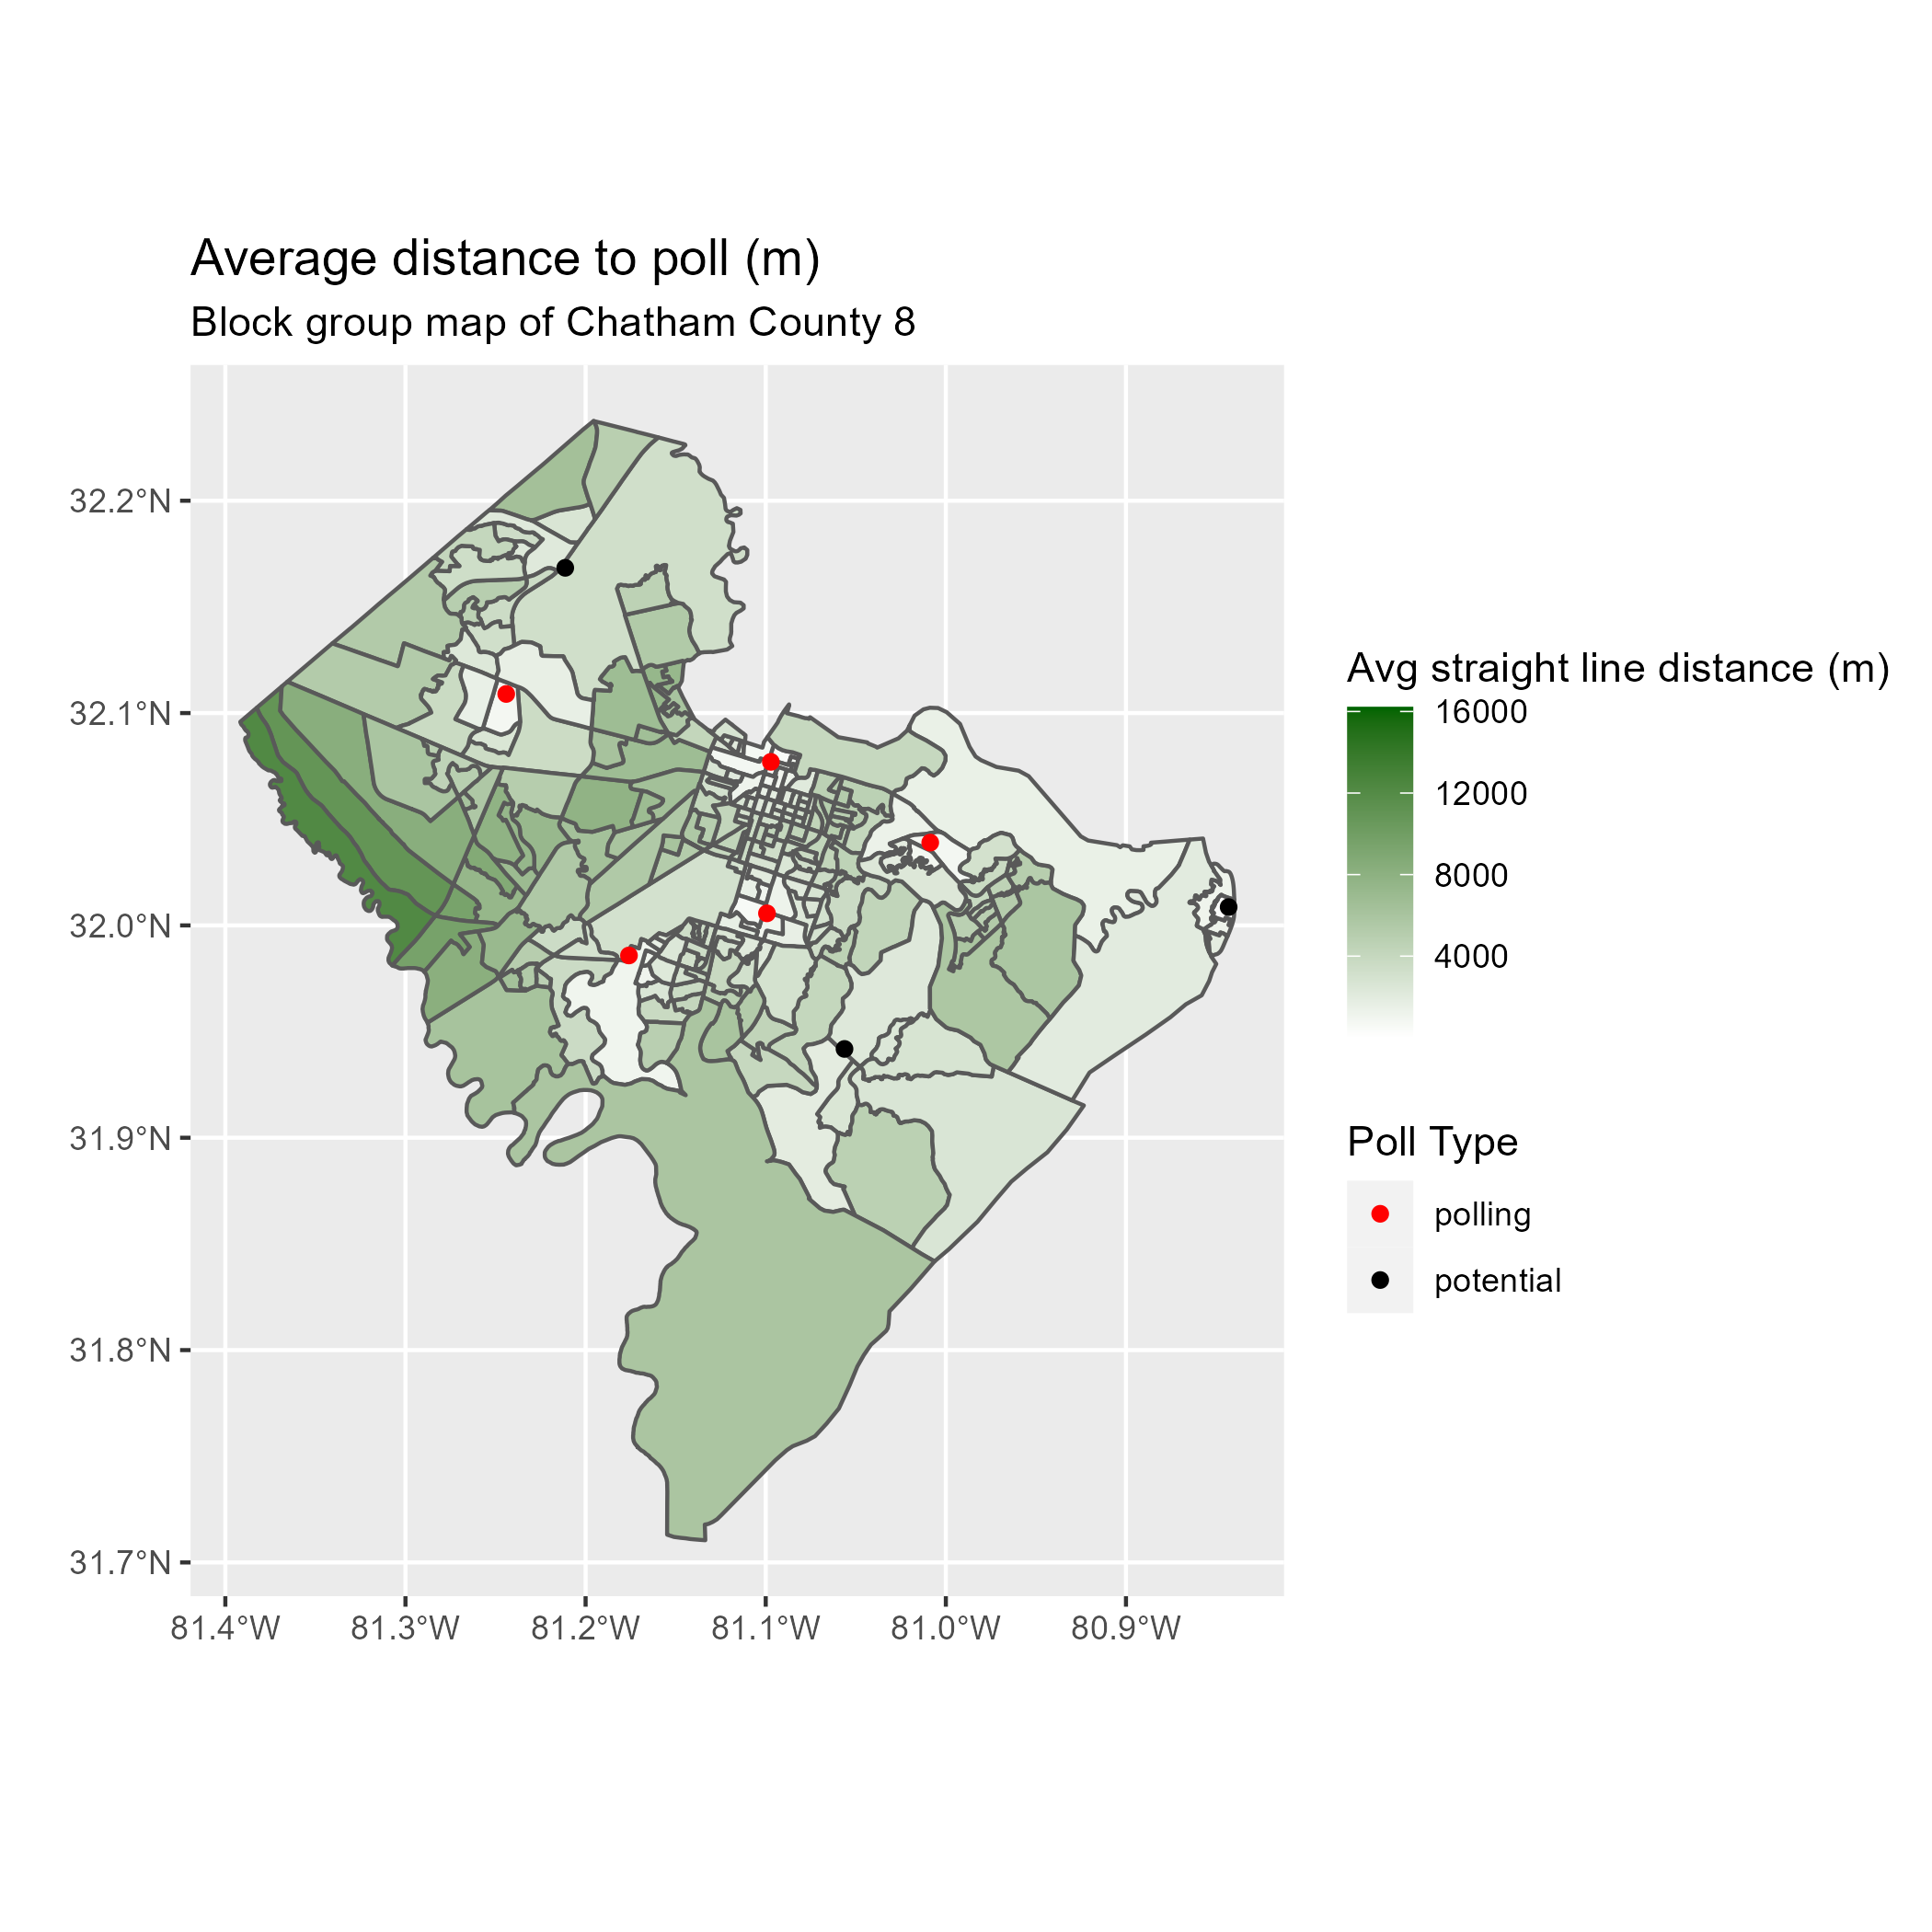 Average distance to poll (m)
Block group map of Chatham County 8
32.2°N
32.1°N
32.0°N
31.9°N
31.8°N
31.7°N
81.4°W
81.3°W
81.2°W
81.1°W
81.0°W
80.9°W
Avg straight line distance (m)
16000
12000
8000
4000
Poll Type
polling
potential